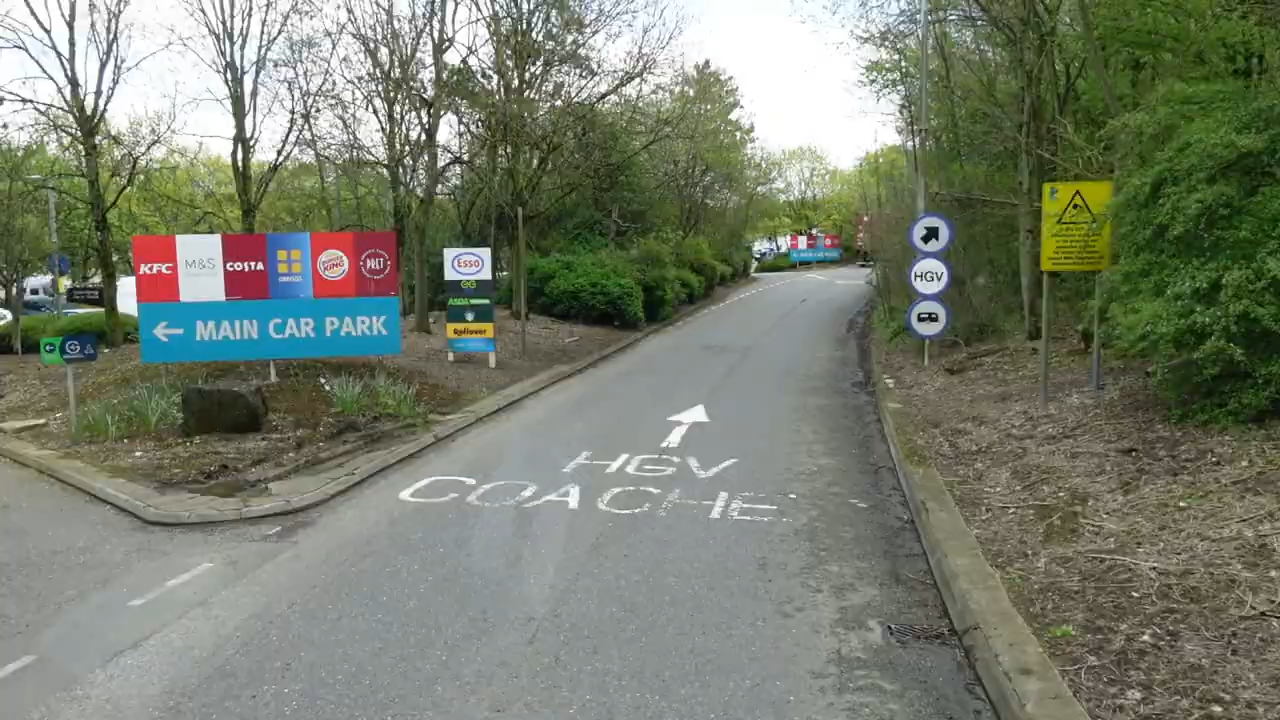 KFC
M&S
COSTA
GREGGS
BURGER KING
PRET
MAIN CAR PARK
Esso
ASDA
Rollover
HGV
HGV
COACHE